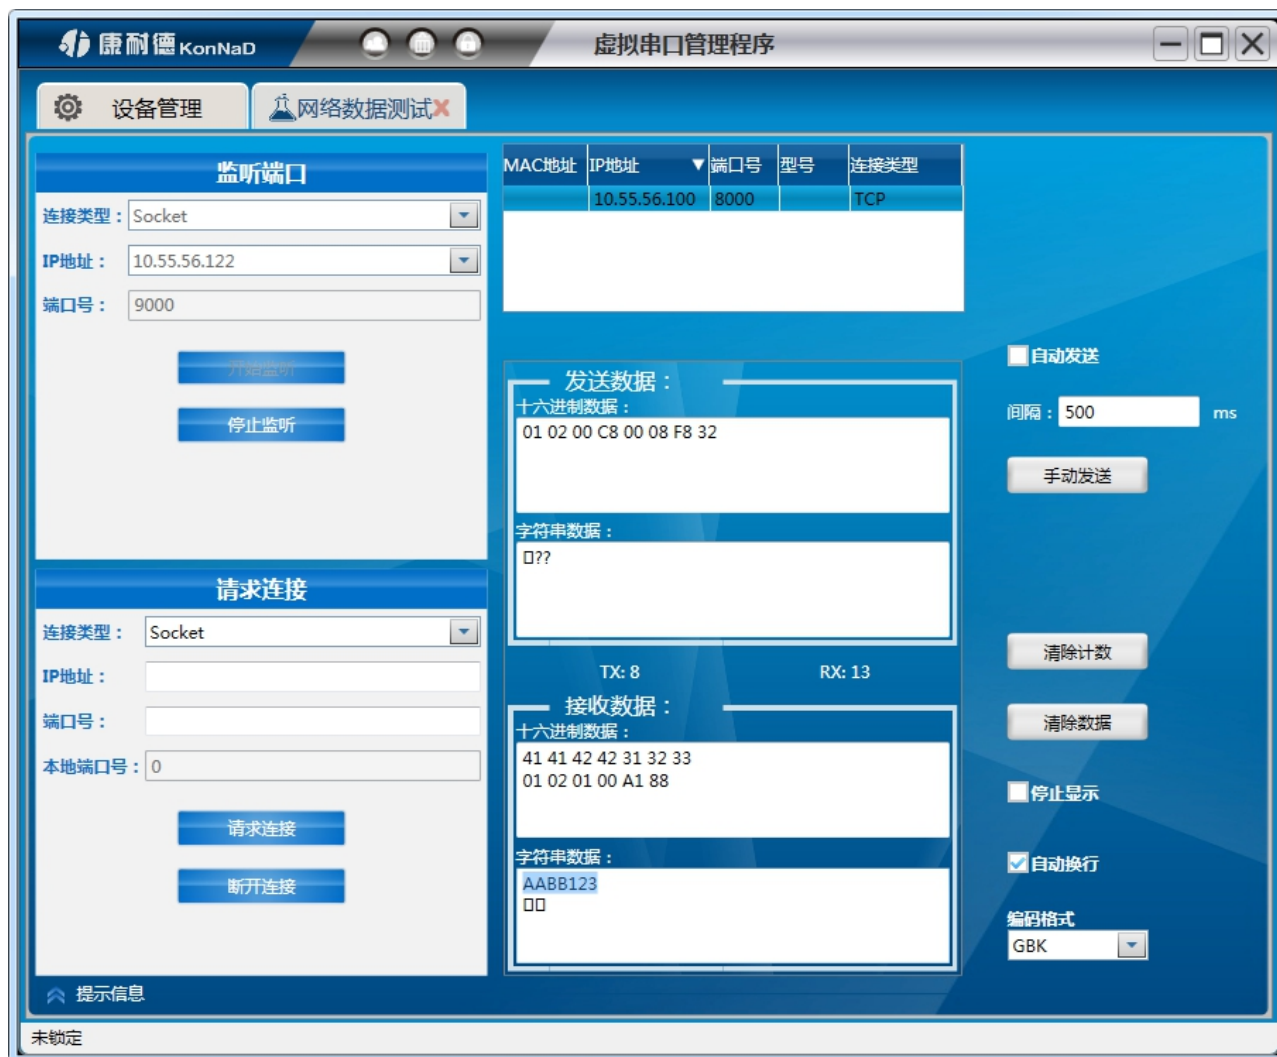 康耐德 KonNaD
虚拟串口管理程序
设备管理
网络数据测试
监听端口
连接类型：Socket
IP地址：10.55.56.122
端口号：9000
开始监听
停止监听
请求连接
连接类型：Socket
IP地址：
端口号：
本地端口号：0
请求连接
断开连接
MAC地址 IP地址 端口号 型号 连接类型
10.55.56.100 8000 TCP
发送数据：
十六进制数据：
01 02 00 C8 00 08 F8 32
字符串数据：
□??
TX: 8 RX: 13
接收数据：
十六进制数据：
41 41 42 42 31 32 33
01 02 01 00 A1 88
字符串数据：
AABB123
□□
自动发送
间隔：500 ms
手动发送
清除计数
清除数据
停止显示
自动换行
编码格式
GBK
提示信息
未锁定